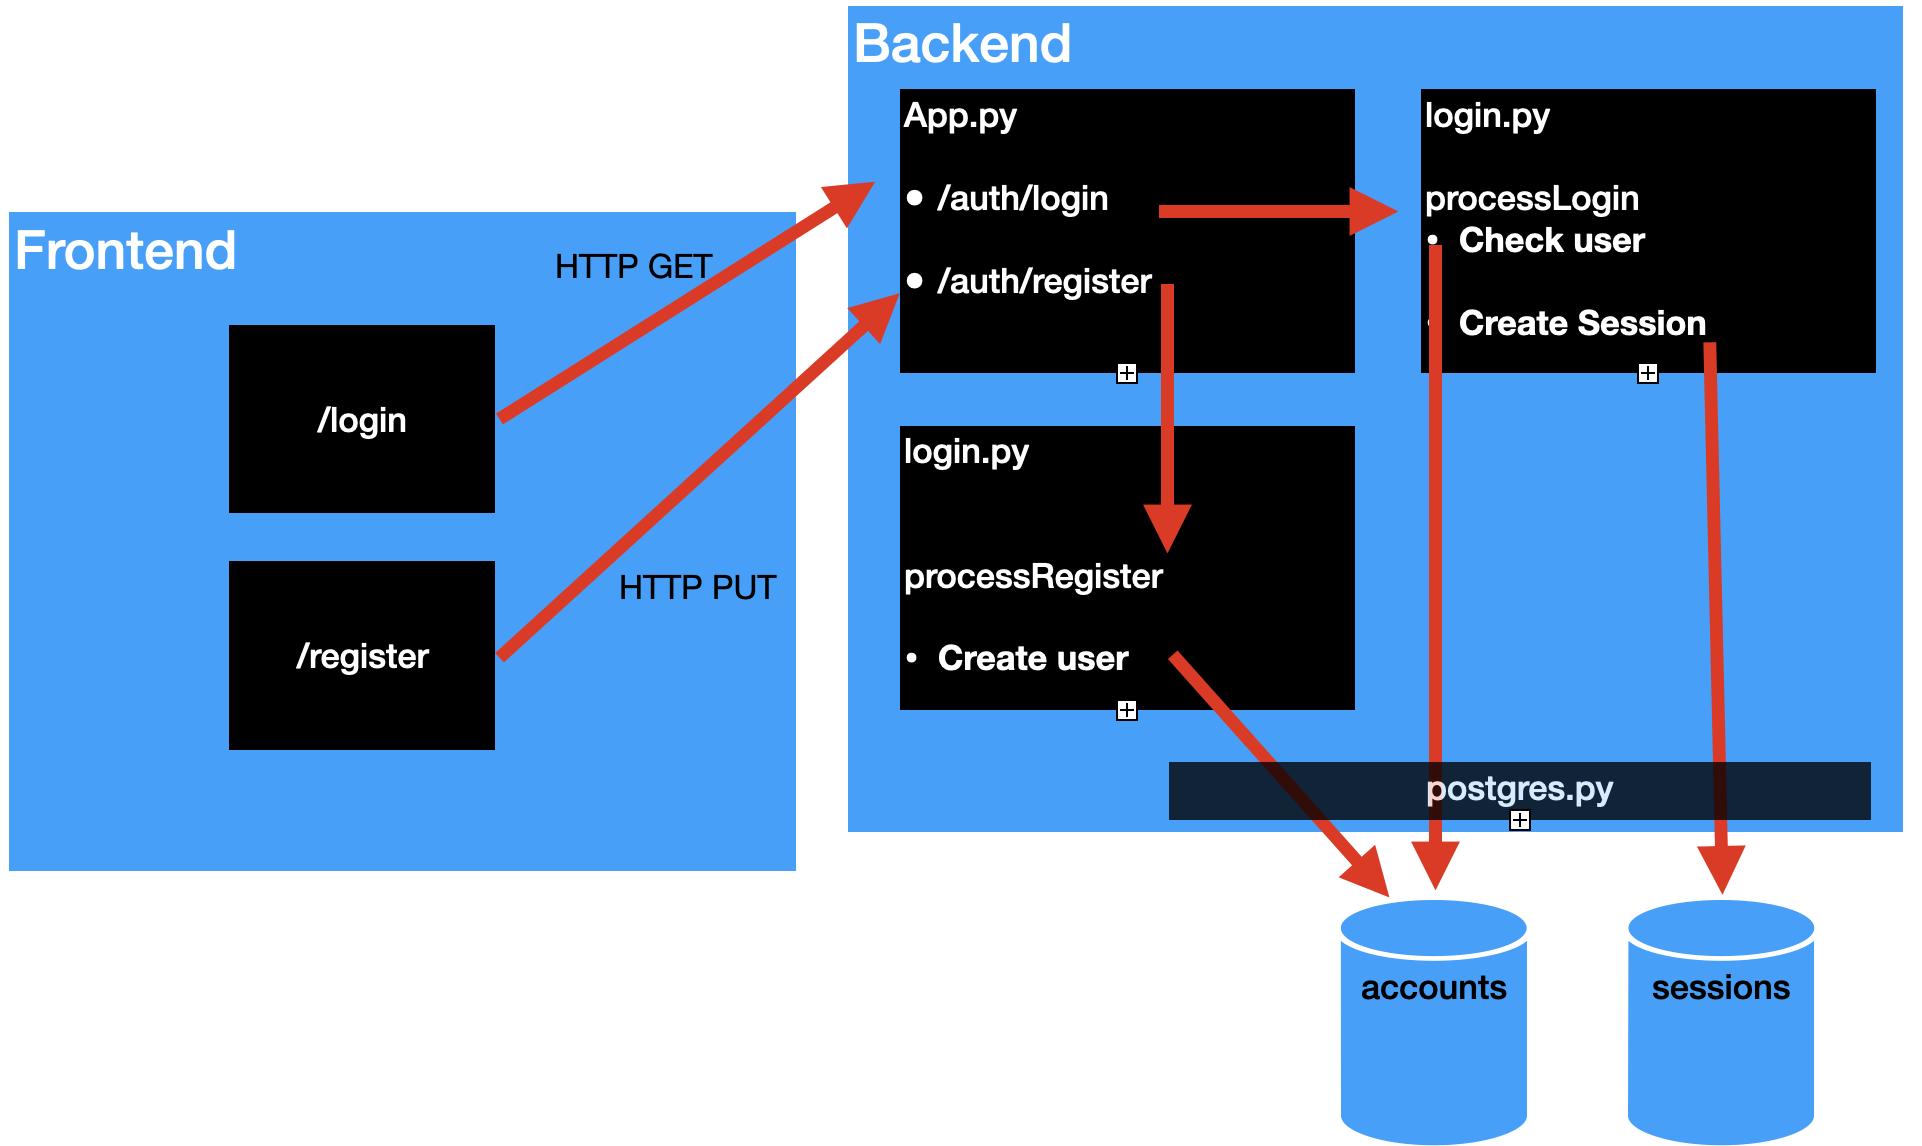 Frontend
/login
/register
HTTP GET
HTTP PUT
Backend
App.py
• /auth/login
• /auth/register
login.py
processLogin
• Check user
• Create Session
login.py
processRegister
• Create user
postgres.py
accounts
sessions